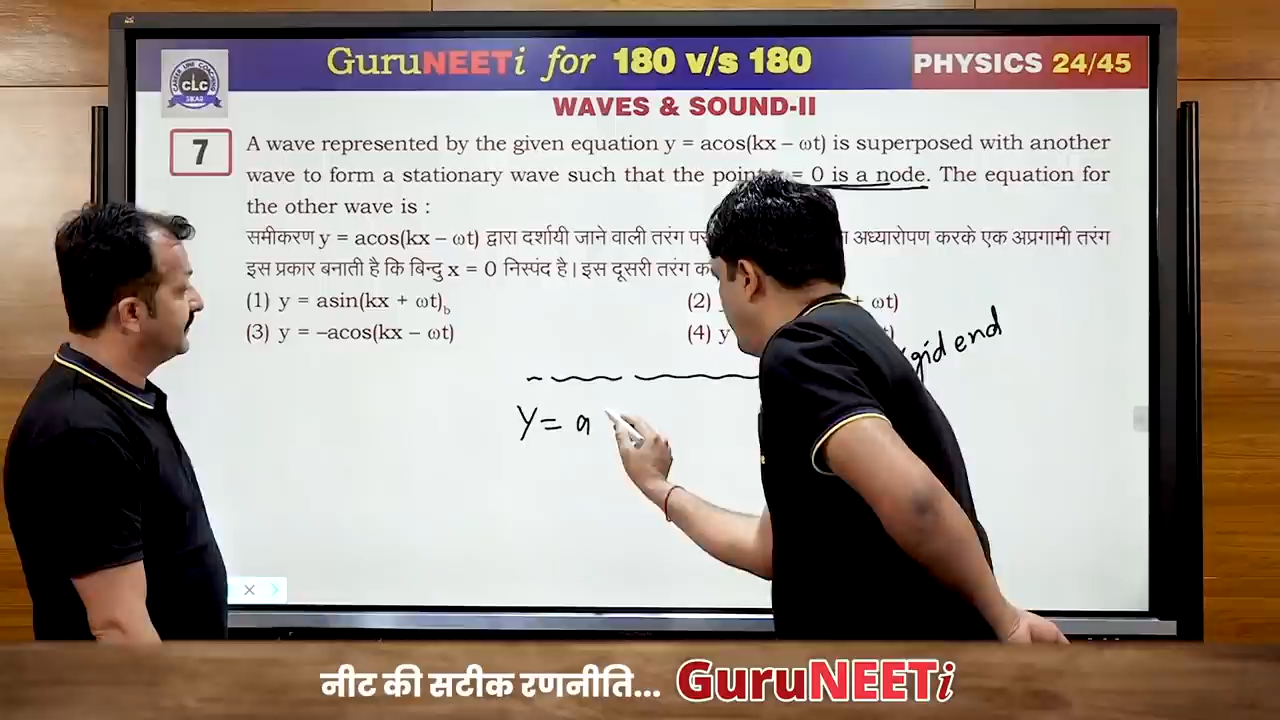 GuruNEETi for 180 v/s 180
PHYSICS 24/45
CAREER LINE COACHING
CLC
SIKAR
WAVES & SOUND-II
7
A wave represented by the given equation y = acos(kx – ωt) is superposed with another
wave to form a stationary wave such that the point = 0 is a node. The equation for
the other wave is :
समीकरण y = acos(kx – ωt) द्वारा दर्शायी जाने वाली तरंग अध्यारोपण करके एक अप्रगामी तरंग
इस प्रकार बनाती है कि बिन्दु x = 0 निस्पंद है। इस दूसरी तरंग
(1) y = asin(kx + ωt)
(2) + ωt)
(3) y = –acos(kx – ωt)
(4) y
end
Y = a
नीट की सटीक रणनीति... GuruNEETi